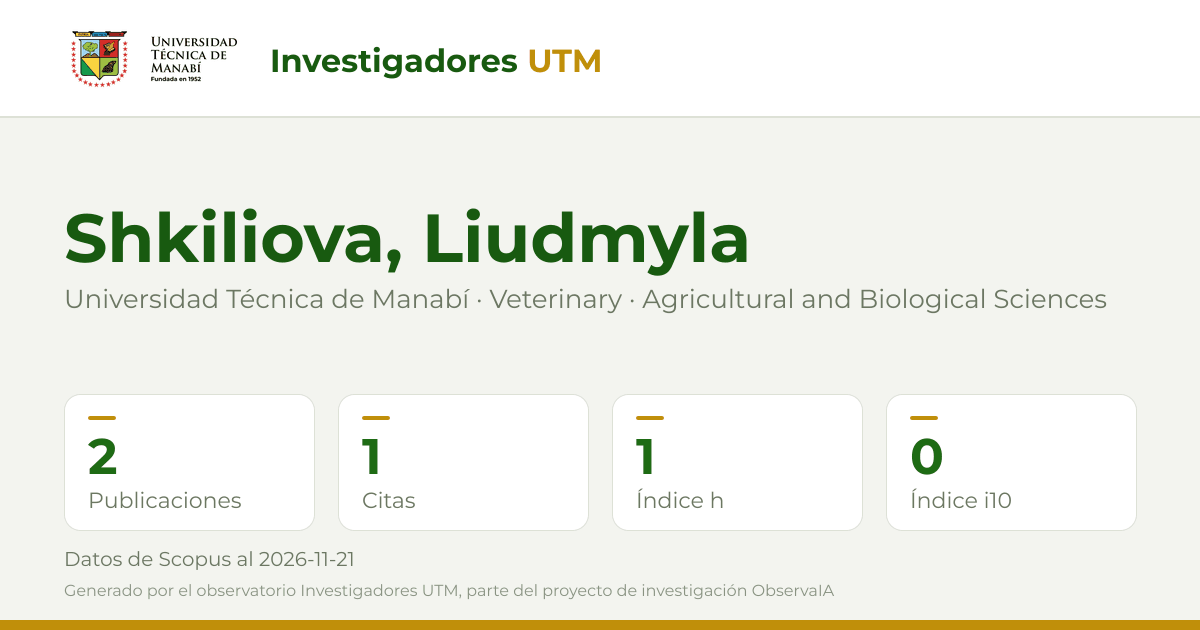 UNIVERSIDAD
TÉCNICA DE
MANABÍ
Fundada en 1952
Investigadores UTM
Shkiliova, Liudmyla
Universidad Técnica de Manabí · Veterinary · Agricultural and Biological Sciences
2
Publicaciones
1
Citas
1
Índice h
0
Índice i10
Datos de Scopus al 2026-11-21
Generado por el observatorio Investigadores UTM, parte del proyecto de investigación ObservaIA